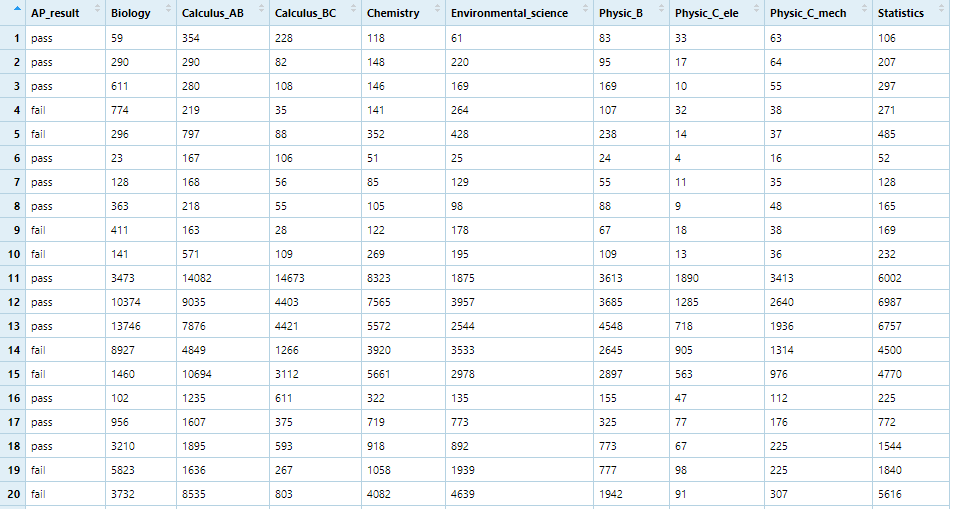 AP_result Biology Calculus_AB Calculus_BC Chemistry Environmental_science Physic_B Physic_C_ele Physic_C_mech Statistics
1 pass 59 354 228 118 61 83 33 63 106
2 pass 290 290 82 148 220 95 17 64 207
3 pass 611 280 108 146 169 169 10 55 297
4 fail 774 219 35 141 264 107 32 38 271
5 fail 296 797 88 352 428 238 14 37 485
6 pass 23 167 106 51 25 24 4 16 52
7 pass 128 168 56 85 129 55 11 35 128
8 pass 363 218 55 105 98 88 9 48 165
9 fail 411 163 28 122 178 67 18 38 169
10 fail 141 571 109 269 195 109 13 36 232
11 pass 3473 14082 14673 8323 1875 3613 1890 3413 6002
12 pass 10374 9035 4403 7565 3957 3685 1285 2640 6987
13 pass 13746 7876 4421 5572 2544 4548 718 1936 6757
14 fail 8927 4849 1266 3920 3533 2645 905 1314 4500
15 fail 1460 10694 3112 5661 2978 2897 563 976 4770
16 pass 102 1235 611 322 135 155 47 112 225
17 pass 956 1607 375 719 773 325 77 176 772
18 pass 3210 1895 593 918 892 773 67 225 1544
19 fail 5823 1636 267 1058 1939 777 98 225 1840
20 fail 3732 8535 803 4082 4639 1942 91 307 5616